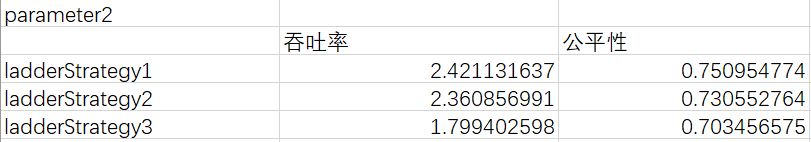 parameter2
吞吐率 公平性
ladderStrategy1 2.421131637 0.750954774
ladderStrategy2 2.360856991 0.730552764
ladderStrategy3 1.799402598 0.703456575